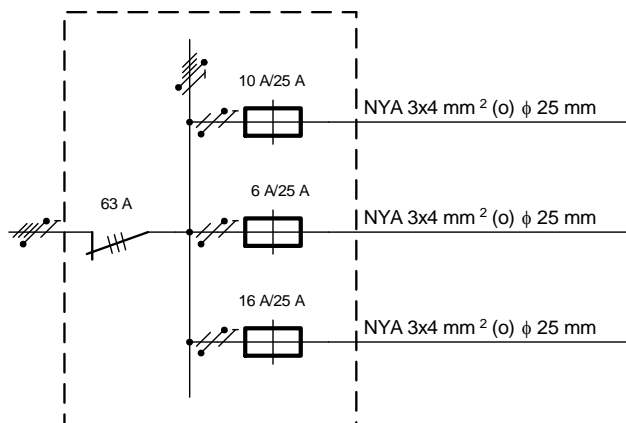 10 A/25 A
NYA 3x4 mm ² (o) ϕ 25 mm
63 A
6 A/25 A
NYA 3x4 mm ² (o) ϕ 25 mm
16 A/25 A
NYA 3x4 mm ² (o) ϕ 25 mm